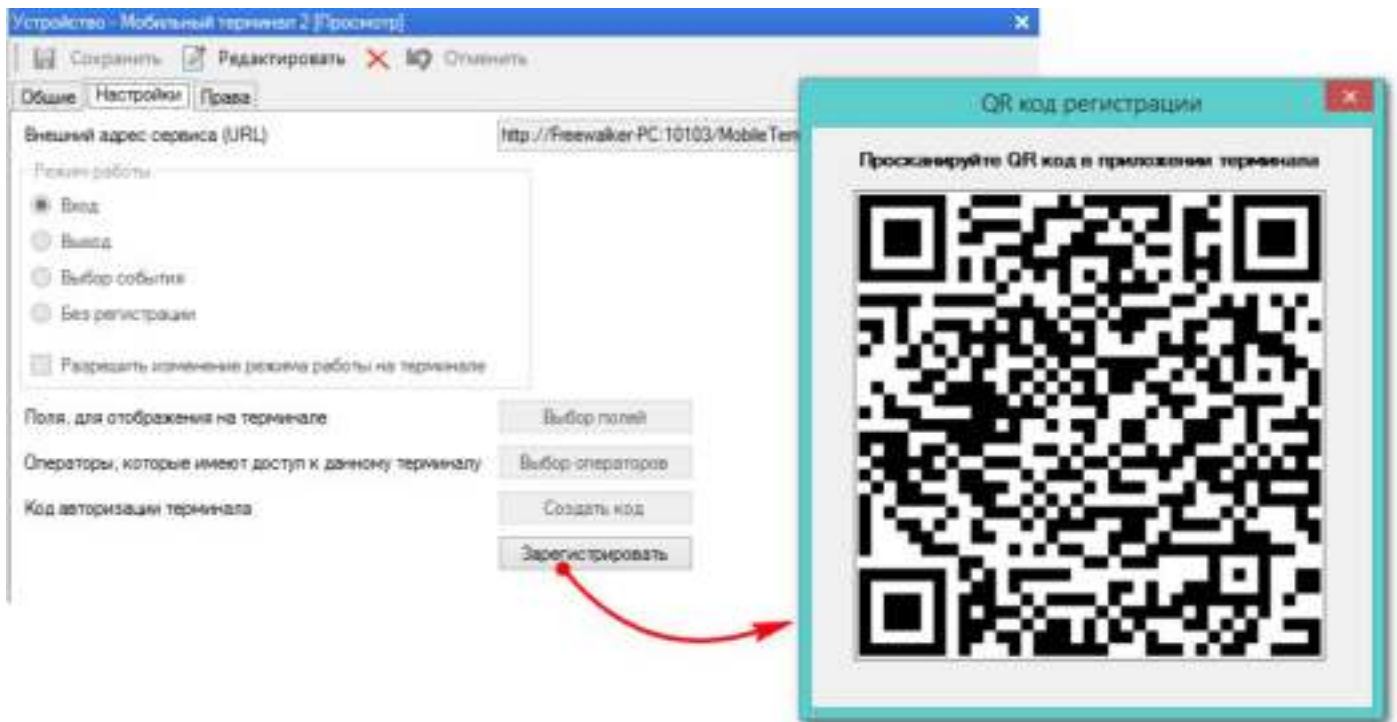 Устройство - Мобильный терминал 2 [Просмотр]
Сохранить Редактировать Отменить
Общие Настройки Права
Внешний адрес сервиса (URL) http://Freewalker-PC:10103/MobileTer
Режим работы
Вход
Выход
Выбор события
Без регистрации
Разрешить изменение режима работы на терминале
Поля, для отображения на терминале Выбор полей
Операторы, которые имеют доступ к данному терминалу Выбор операторов
Код авторизации терминала Создать код
Зарегистрировать
QR код регистрации
Просканируйте QR код в приложении терминала